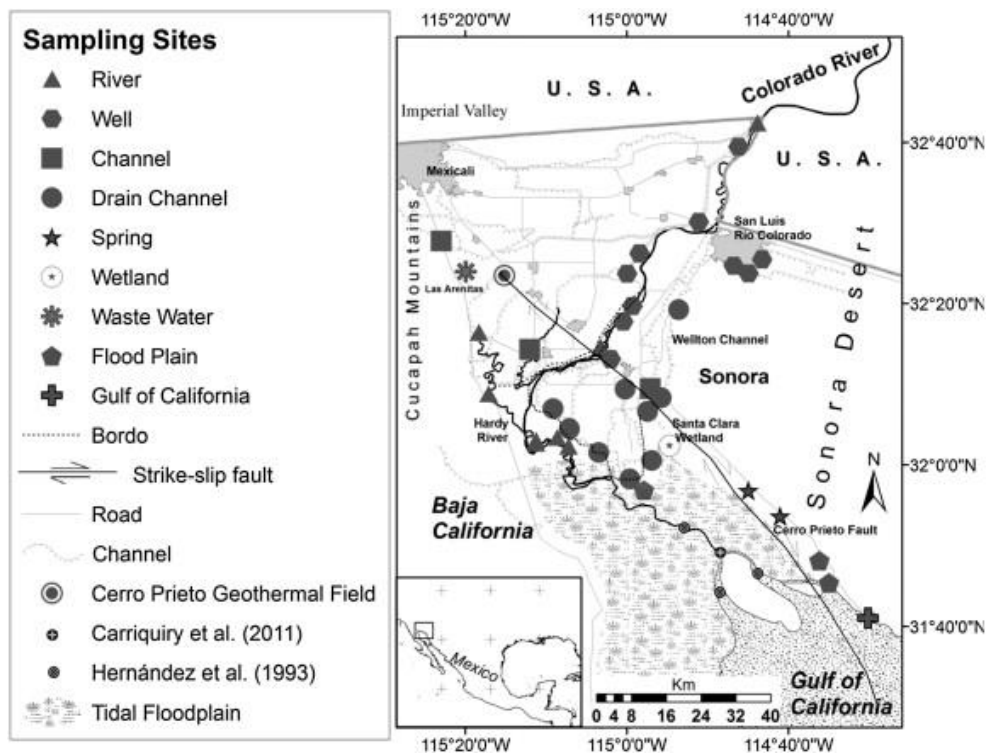 Sampling Sites
River
Well
Channel
Drain Channel
Spring
Wetland
Waste Water
Flood Plain
Gulf of California
Bordo
Strike-slip fault
Road
Channel
Cerro Prieto Geothermal Field
Carriquiry et al. (2011)
Hernández et al. (1993)
Tidal Floodplain
115°20'0"W 115°0'0"W 114°40'0"W
U. S. A.
Colorado River
Imperial Valley
32°40'0"N
U. S. A.
Mexicali
San Luis
Rio Colorado
Cucapah Mountains
Las Arenitas
32°20'0"N
Wellton Channel
Sonora
Sonora Desert
Hardy
River
Santa Clara
Wetland
N
32°0'0"N
Baja
California
Cerro Prieto Fault
31°40'0"N
Mexico
Gulf of
California
Km
0 4 8 16 24 32 40
115°20'0"W 115°0'0"W 114°40'0"W